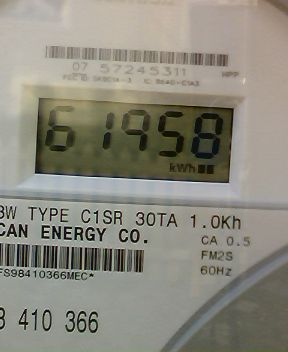 07 57245311
HPP
61958
kWh
3W TYPE C1SR 30TA 1.0Kh
CAN ENERGY CO.
CA 0.5
FM2S
60Hz
FS98410366MEC*
8 410 366